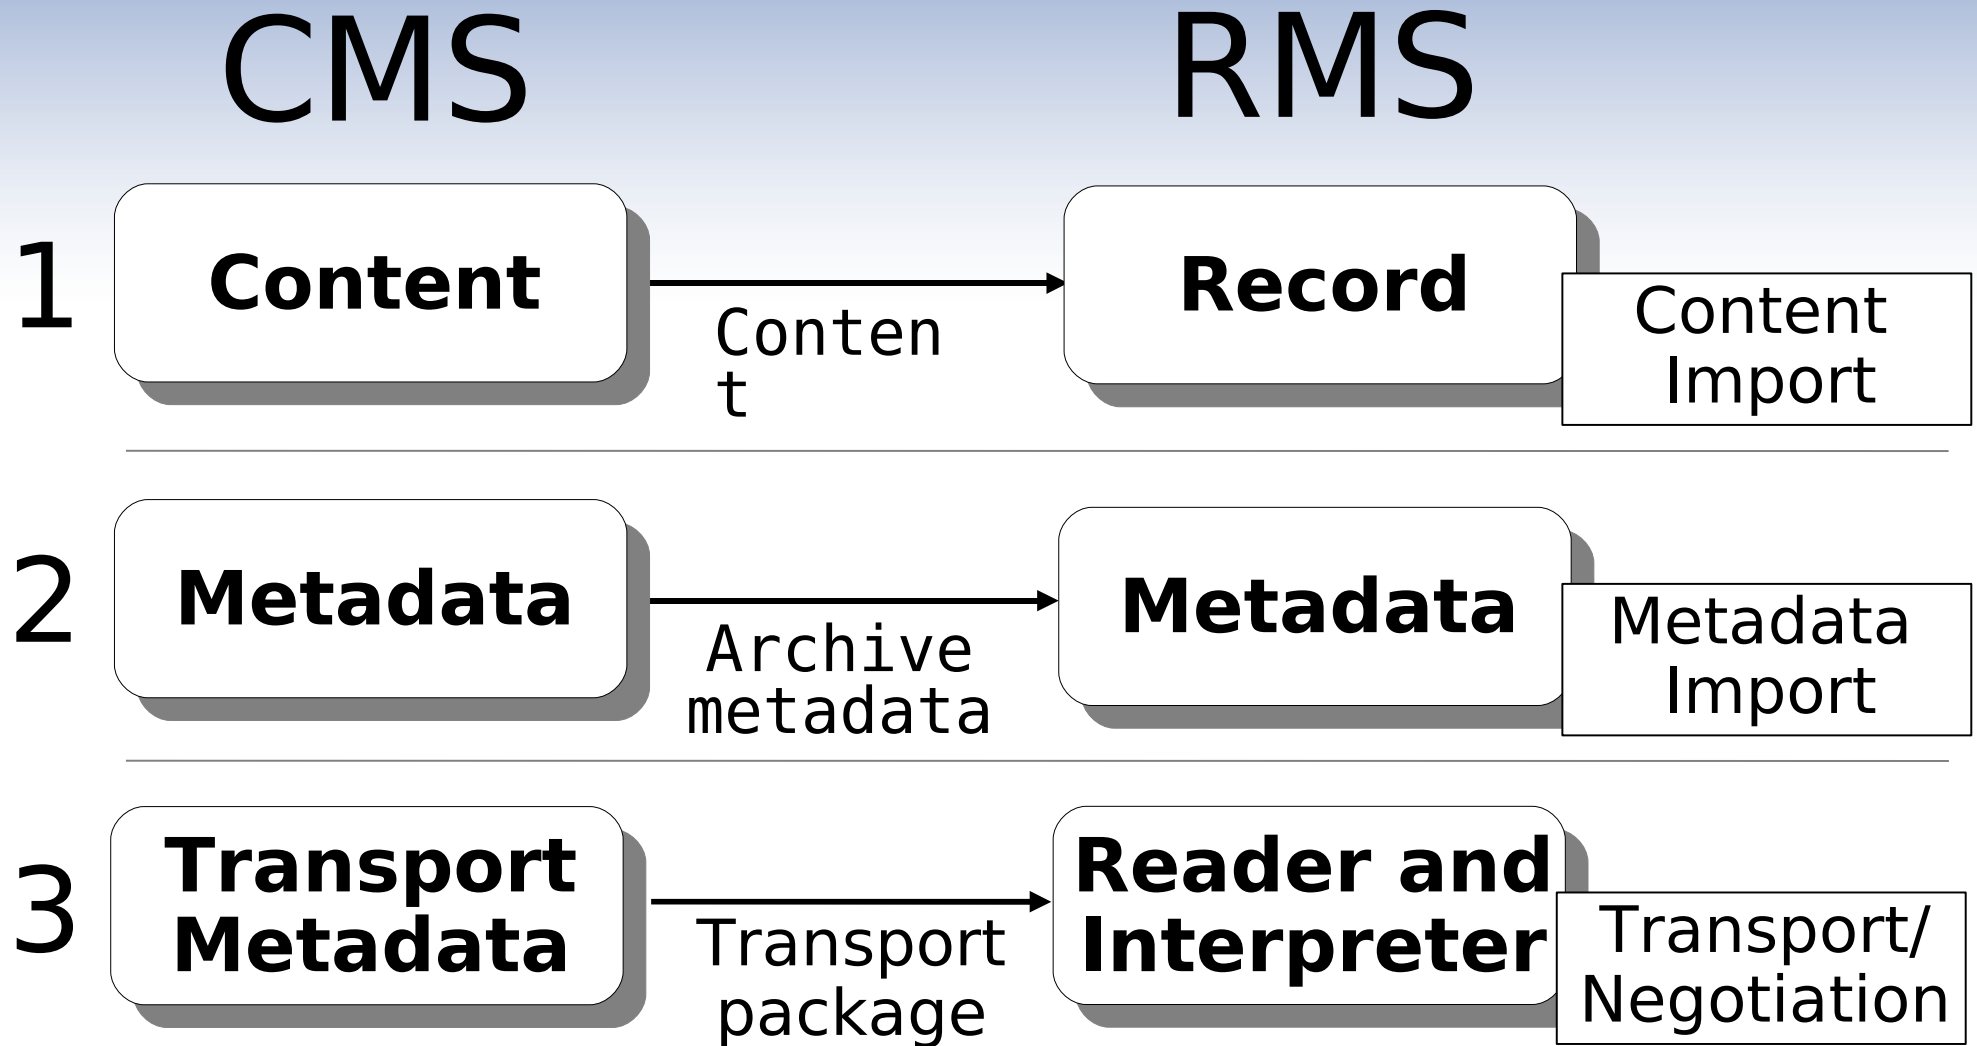 CMS
RMS
1
Content
Conten
t
Record
Content
Import
2
Metadata
Archive
metadata
Metadata
Metadata
Import
3
Transport
Metadata
Transport
package
Reader and
Interpreter
Transport/
Negotiation